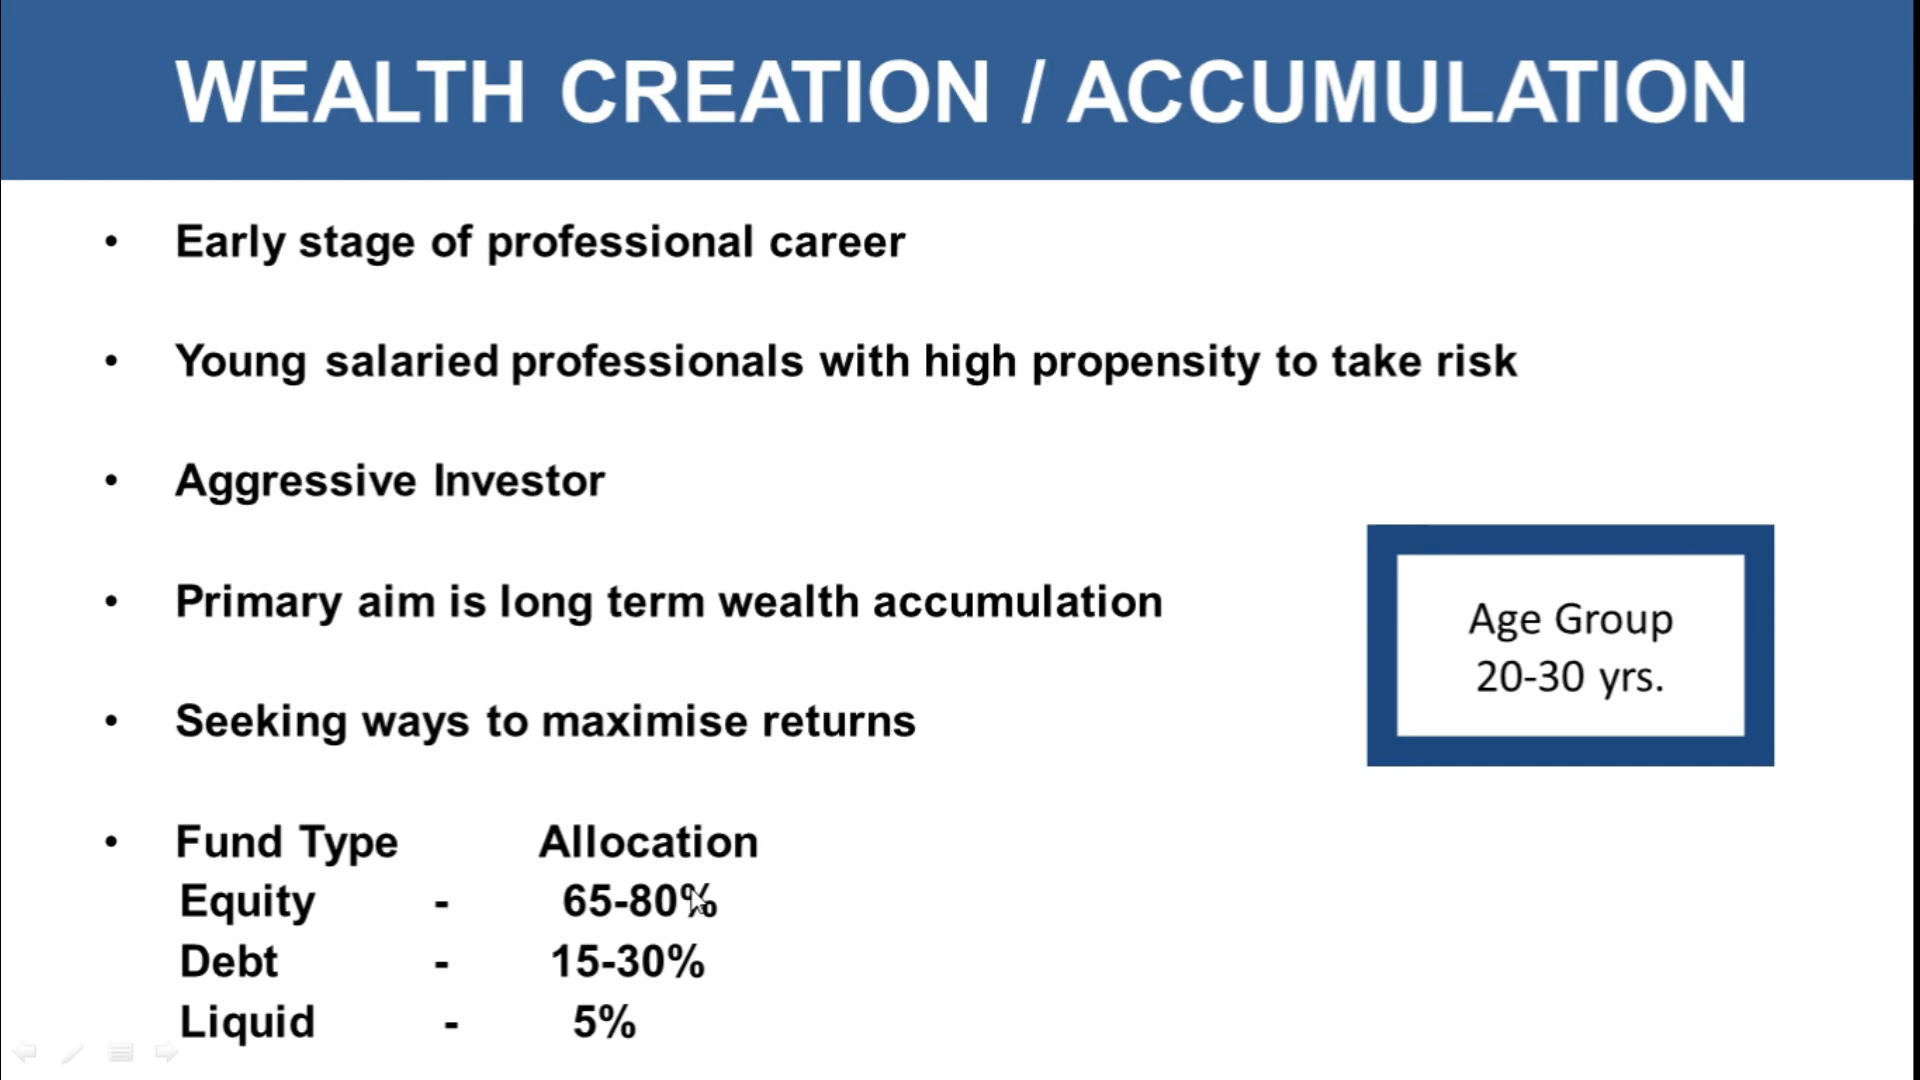 WEALTH CREATION / ACCUMULATION
• Early stage of professional career
• Young salaried professionals with high propensity to take risk
• Aggressive Investor
• Primary aim is long term wealth accumulation
• Seeking ways to maximise returns
Age Group
20-30 yrs.
• Fund Type Allocation
Equity - 65-80%
Debt - 15-30%
Liquid - 5%